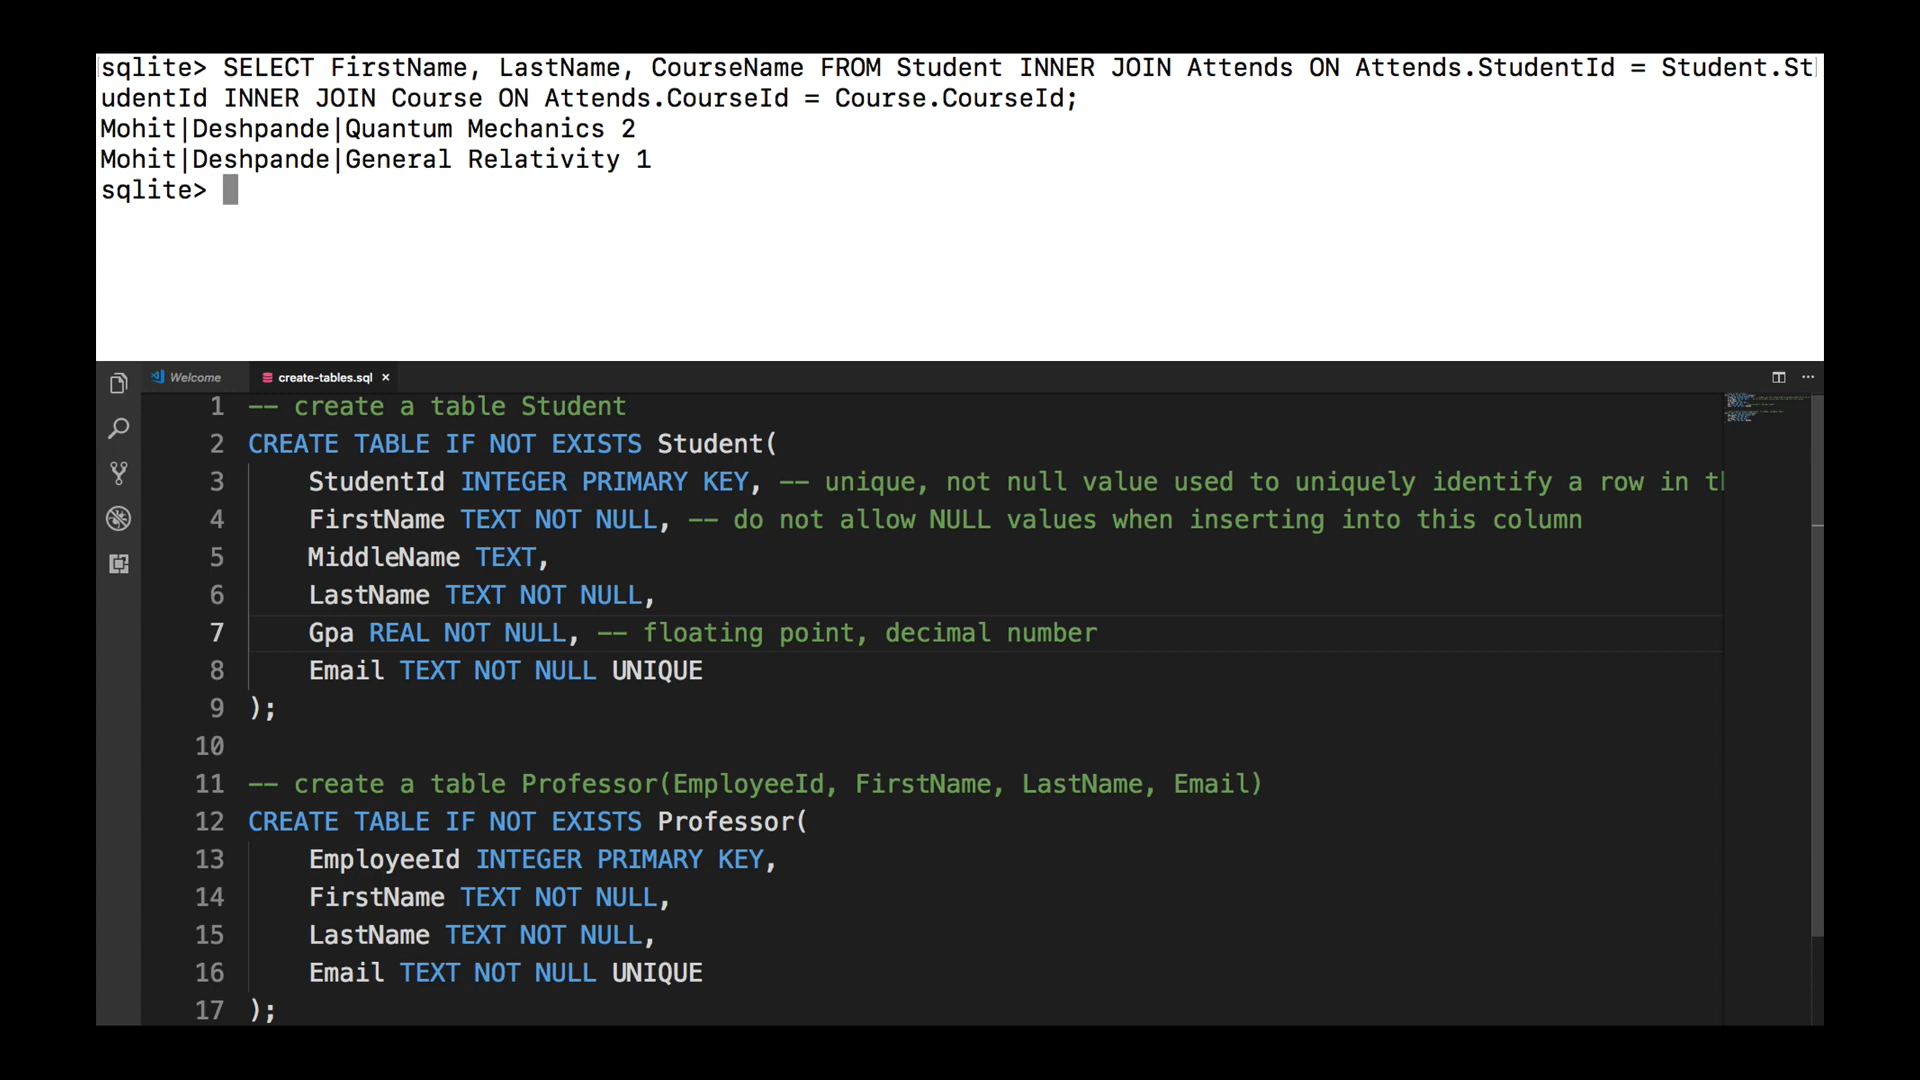 sqlite> SELECT FirstName, LastName, CourseName FROM Student INNER JOIN Attends ON Attends.StudentId = Student.St
udentId INNER JOIN Course ON Attends.CourseId = Course.CourseId;
Mohit|Deshpande|Quantum Mechanics 2
Mohit|Deshpande|General Relativity 1
sqlite>
Welcome create-tables.sql ×
1 -- create a table Student
2 CREATE TABLE IF NOT EXISTS Student(
3 StudentId INTEGER PRIMARY KEY, -- unique, not null value used to uniquely identify a row in
4 FirstName TEXT NOT NULL, -- do not allow NULL values when inserting into this column
5 MiddleName TEXT,
6 LastName TEXT NOT NULL,
7 Gpa REAL NOT NULL, -- floating point, decimal number
8 Email TEXT NOT NULL UNIQUE
9 );
10
11 -- create a table Professor(EmployeeId, FirstName, LastName, Email)
12 CREATE TABLE IF NOT EXISTS Professor(
13 EmployeeId INTEGER PRIMARY KEY,
14 FirstName TEXT NOT NULL,
15 LastName TEXT NOT NULL,
16 Email TEXT NOT NULL UNIQUE
17 );